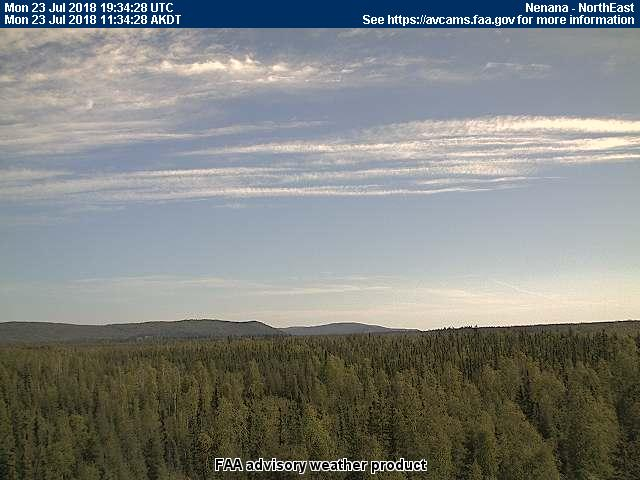 Mon 23 Jul 2018 19:34:28 UTC Nenana - NorthEast
Mon 23 Jul 2018 11:34:28 AKDT See https://avcams.faa.gov for more information
FAA advisory weather product